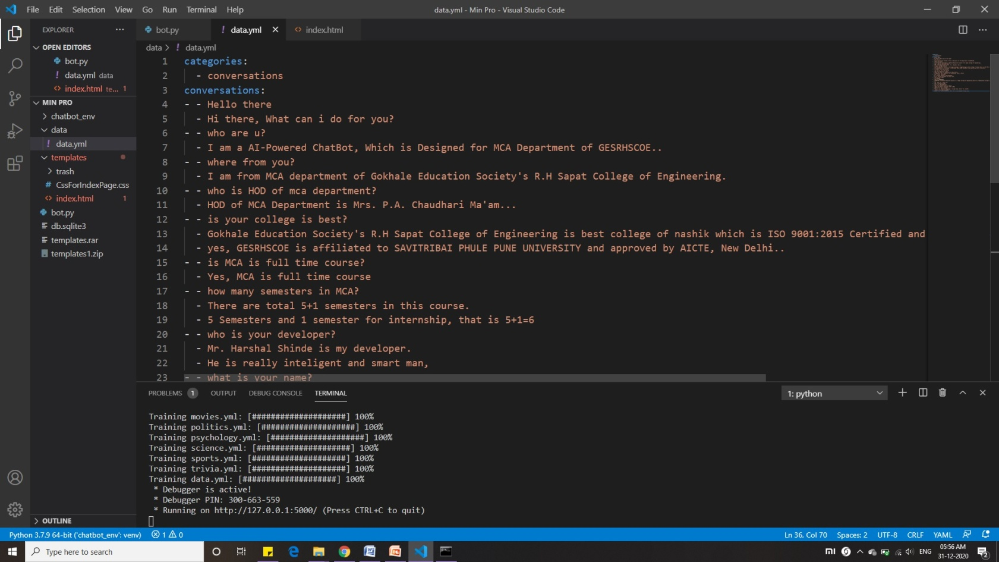 File Edit Selection View Go Run Terminal Help
data.yml - Min Pro - Visual Studio Code
EXPLORER
OPEN EDITORS
bot.py
! data.yml data
<> index.html te... 1
MIN PRO
chatbot_env
data
! data.yml
templates
trash
# CssForIndexPage.css
<> index.html 1
bot.py
db.sqlite3
templates.rar
templates1.zip
OUTLINE
bot.py ! data.yml <> index.html
data > ! data.yml
1 categories:
2 - conversations
3 conversations:
4 - - Hello there
5 - Hi there, What can i do for you?
6 - - who are u?
7 - I am a AI-Powered ChatBot, Which is Designed for MCA Department of GESRHSCOE..
8 - - where from you?
9 - I am from MCA department of Gokhale Education Society's R.H Sapat College of Engineering.
10 - - who is HOD of mca department?
11 - HOD of MCA Department is Mrs. P.A. Chaudhari Ma'am...
12 - - is your college is best?
13 - Gokhale Education Society's R.H Sapat College of Engineering is best college of nashik which is ISO 9001:2015 Certified and
14 - yes, GESRHSCOE is affiliated to SAVITRIBAI PHULE PUNE UNIVERSITY and approved by AICTE, New Delhi..
15 - - is MCA is full time course?
16 - Yes, MCA is full time course
17 - - how many semesters in MCA?
18 - There are total 5+1 semesters in this course.
19 - 5 Semesters and 1 semester for internship, that is 5+1=6
20 - - who is your developer?
21 - Mr. Harshal Shinde is my developer.
22 - He is really inteligent and smart man,
23 - - what is your name?
PROBLEMS 1 OUTPUT DEBUG CONSOLE TERMINAL
1: python
Training movies.yml: [####################] 100%
Training politics.yml: [####################] 100%
Training psychology.yml: [####################] 100%
Training science.yml: [####################] 100%
Training sports.yml: [####################] 100%
Training trivia.yml: [####################] 100%
Training data.yml: [####################] 100%
* Debugger is active!
* Debugger PIN: 300-663-559
* Running on http://127.0.0.1:5000/ (Press CTRL+C to quit)
Python 3.7.9 64-bit ('chatbot_env': venv) 1 0
Ln 36, Col 70 Spaces: 2 UTF-8 CRLF YAML
Type here to search
ENG
05:56 AM
31-12-2020
2